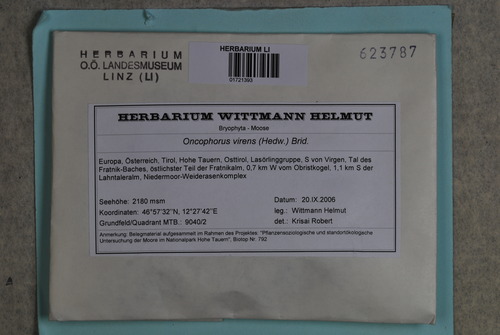 HERBARIUM
O.Ö. LANDESMUSEUM
LINZ (LI)
HERBARIUM LI
01721393
623787
HERBARIUM WITTMANN HELMUT
Bryophyta - Moose
Oncophorus virens (Hedw.) Brid.
Europa, Österreich, Tirol, Hohe Tauern, Osttirol, Lasörlinggruppe, S von Virgen, Tal des
Fratnik-Baches, östlichster Teil der Fratnikalm, 0,7 km W vom Obristkogel, 1,1 km S der
Lahntaleralm, Niedermoor-Weiderasenkomplex
Seehöhe: 2180 msm
Datum: 20.IX.2006
Koordinaten: 46°57'32''N, 12°27'42''E
leg.: Wittmann Helmut
Grundfeld/Quadrant MTB.: 9040/2
det.: Krisai Robert
Anmerkung: Belegmaterial aufgesammelt im Rahmen des Projektes: "Pflanzensoziologische und standortökologische
Untersuchung der Moore im Nationalpark Hohe Tauern", Biotop Nr. 792